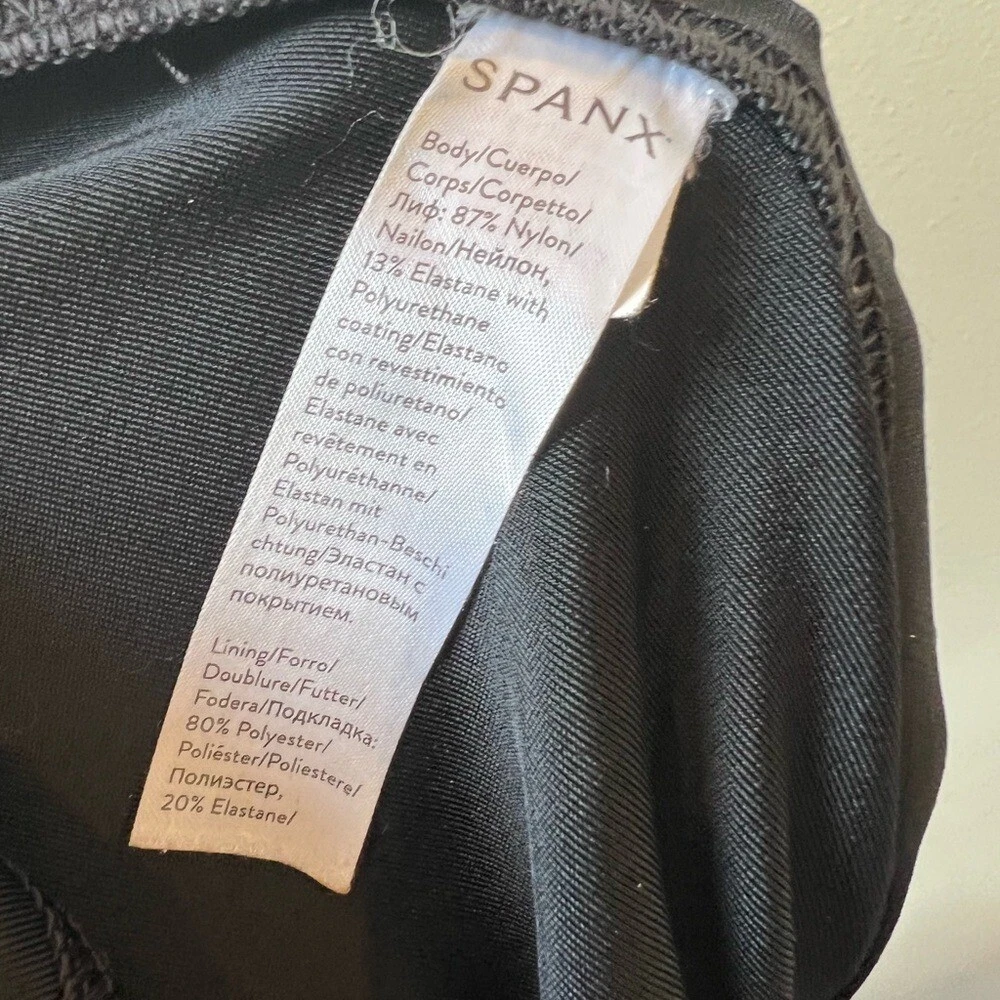 SPANX
Body/Cuerpo/
Corps/Corpetto/
Лиф: 87% Nylon/
Nailon/Нейлон,
13% Elastane with
Polyurethane
coating/Elastano
con revestimiento
de poliuretano/
Elastane avec
revêtement en
Polyuréthanne/
Elastan mit
Polyurethan-Beschi
chtung/Эластан с
полиуретановым
покрытием.
Lining/Forro/
Doublure/Futter/
Fodera/Подкладка:
80% Polyester/
Poliéster/Poliestere/
Полиэстер,
20% Elastane/